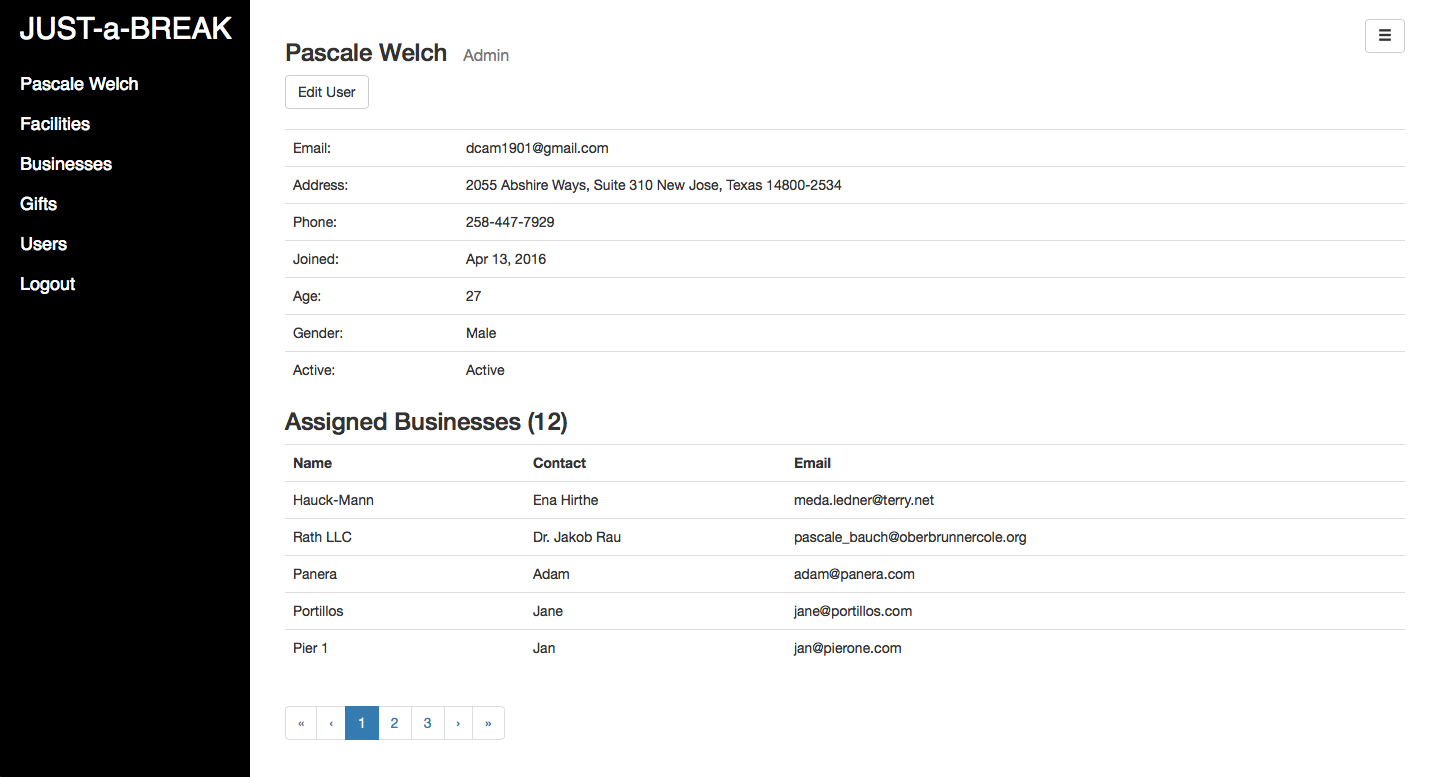 JUST-a-BREAK
Pascale Welch
Facilities
Businesses
Gifts
Users
Logout
Pascale Welch Admin
Edit User
Email: dcam1901@gmail.com
Address: 2055 Abshire Ways, Suite 310 New Jose, Texas 14800-2534
Phone: 258-447-7929
Joined: Apr 13, 2016
Age: 27
Gender: Male
Active: Active
Assigned Businesses (12)
Name Contact Email
Hauck-Mann Ena Hirthe meda.ledner@terry.net
Rath LLC Dr. Jakob Rau pascale_bauch@oberbrunnercole.org
Panera Adam adam@panera.com
Portillos Jane jane@portillos.com
Pier 1 Jan jan@pierone.com
« ‹ 1 2 3 › »